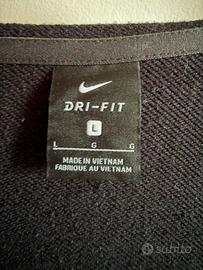 DRI-FIT
L
L G G
MADE IN VIETNAM
FABRIQUÉ AU VIETNAM
subito